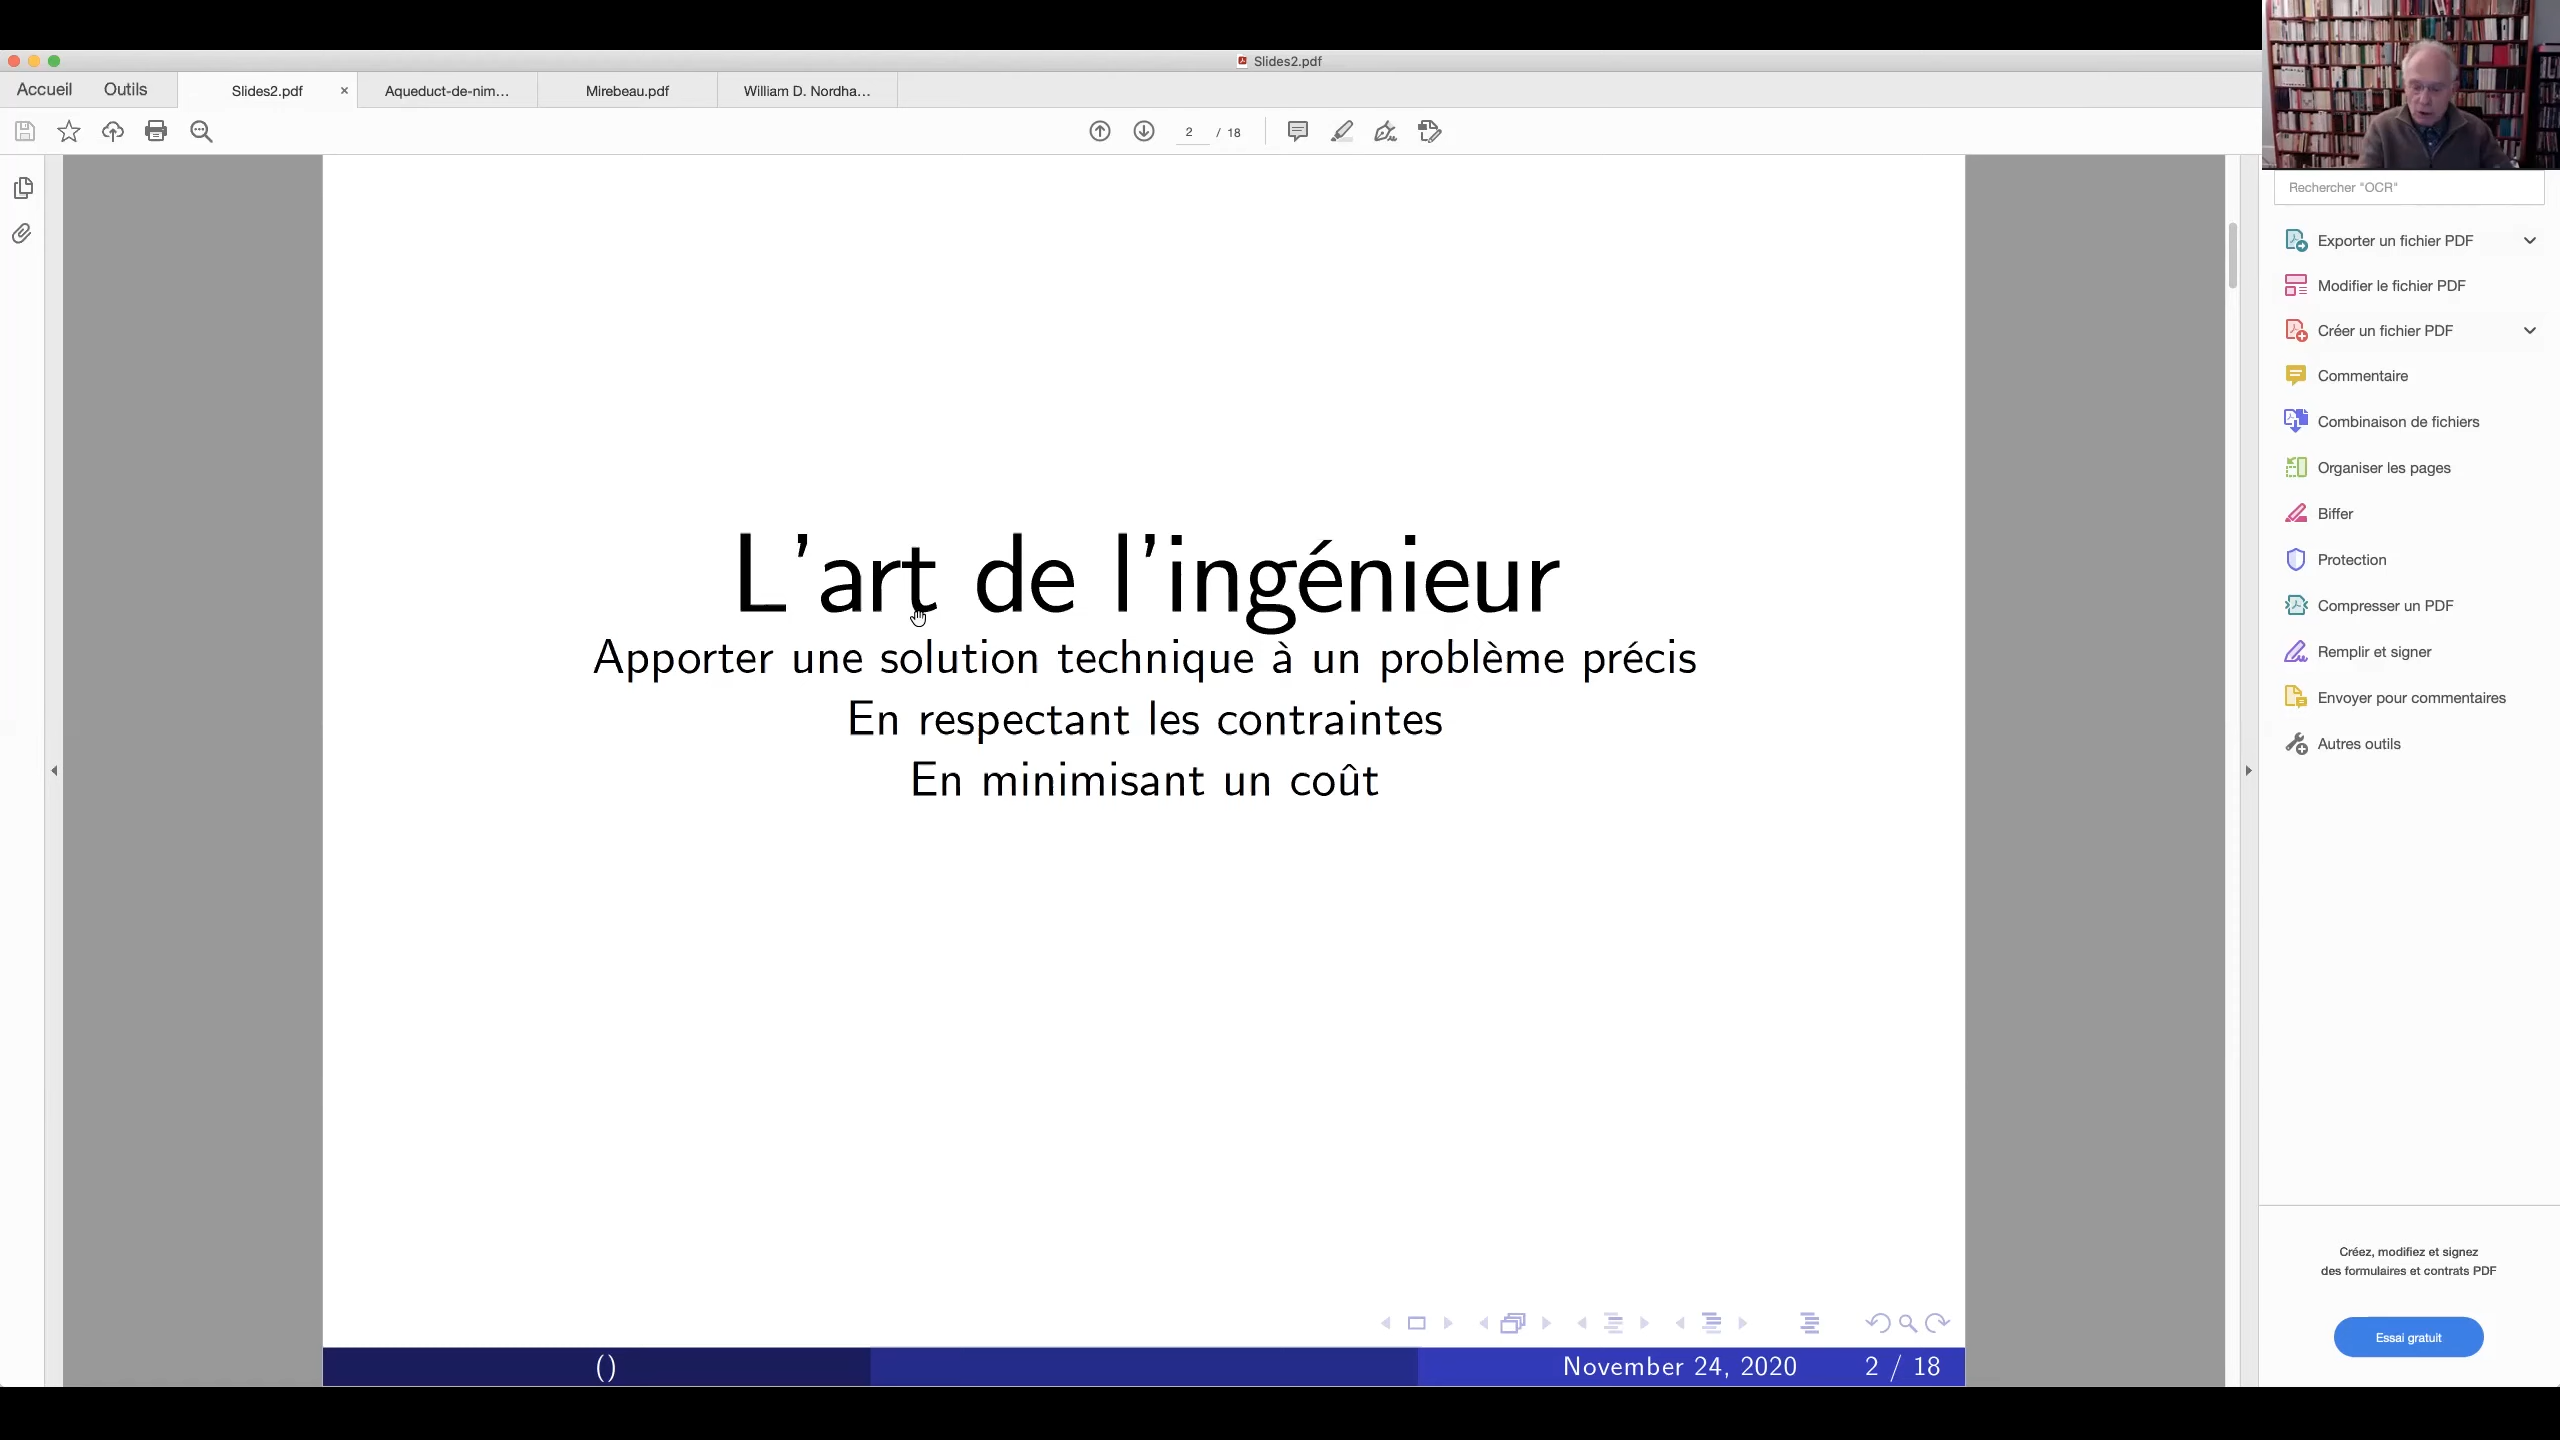 Slides2.pdf
Accueil
Outils
Slides2.pdf
Aqueduct-de-nim...
Mirebeau.pdf
William D. Nordha...
2 / 18
Rechercher "OCR"
Exporter un fichier PDF
Modifier le fichier PDF
Créer un fichier PDF
Commentaire
Combinaison de fichiers
Organiser les pages
Biffer
Protection
Compresser un PDF
Remplir et signer
Envoyer pour commentaires
Autres outils
L'art de l'ingénieur
Apporter une solution technique à un problème précis
En respectant les contraintes
En minimisant un coût
Créez, modifiez et signez
des formulaires et contrats PDF
Essai gratuit
()
November 24, 2020
2 / 18